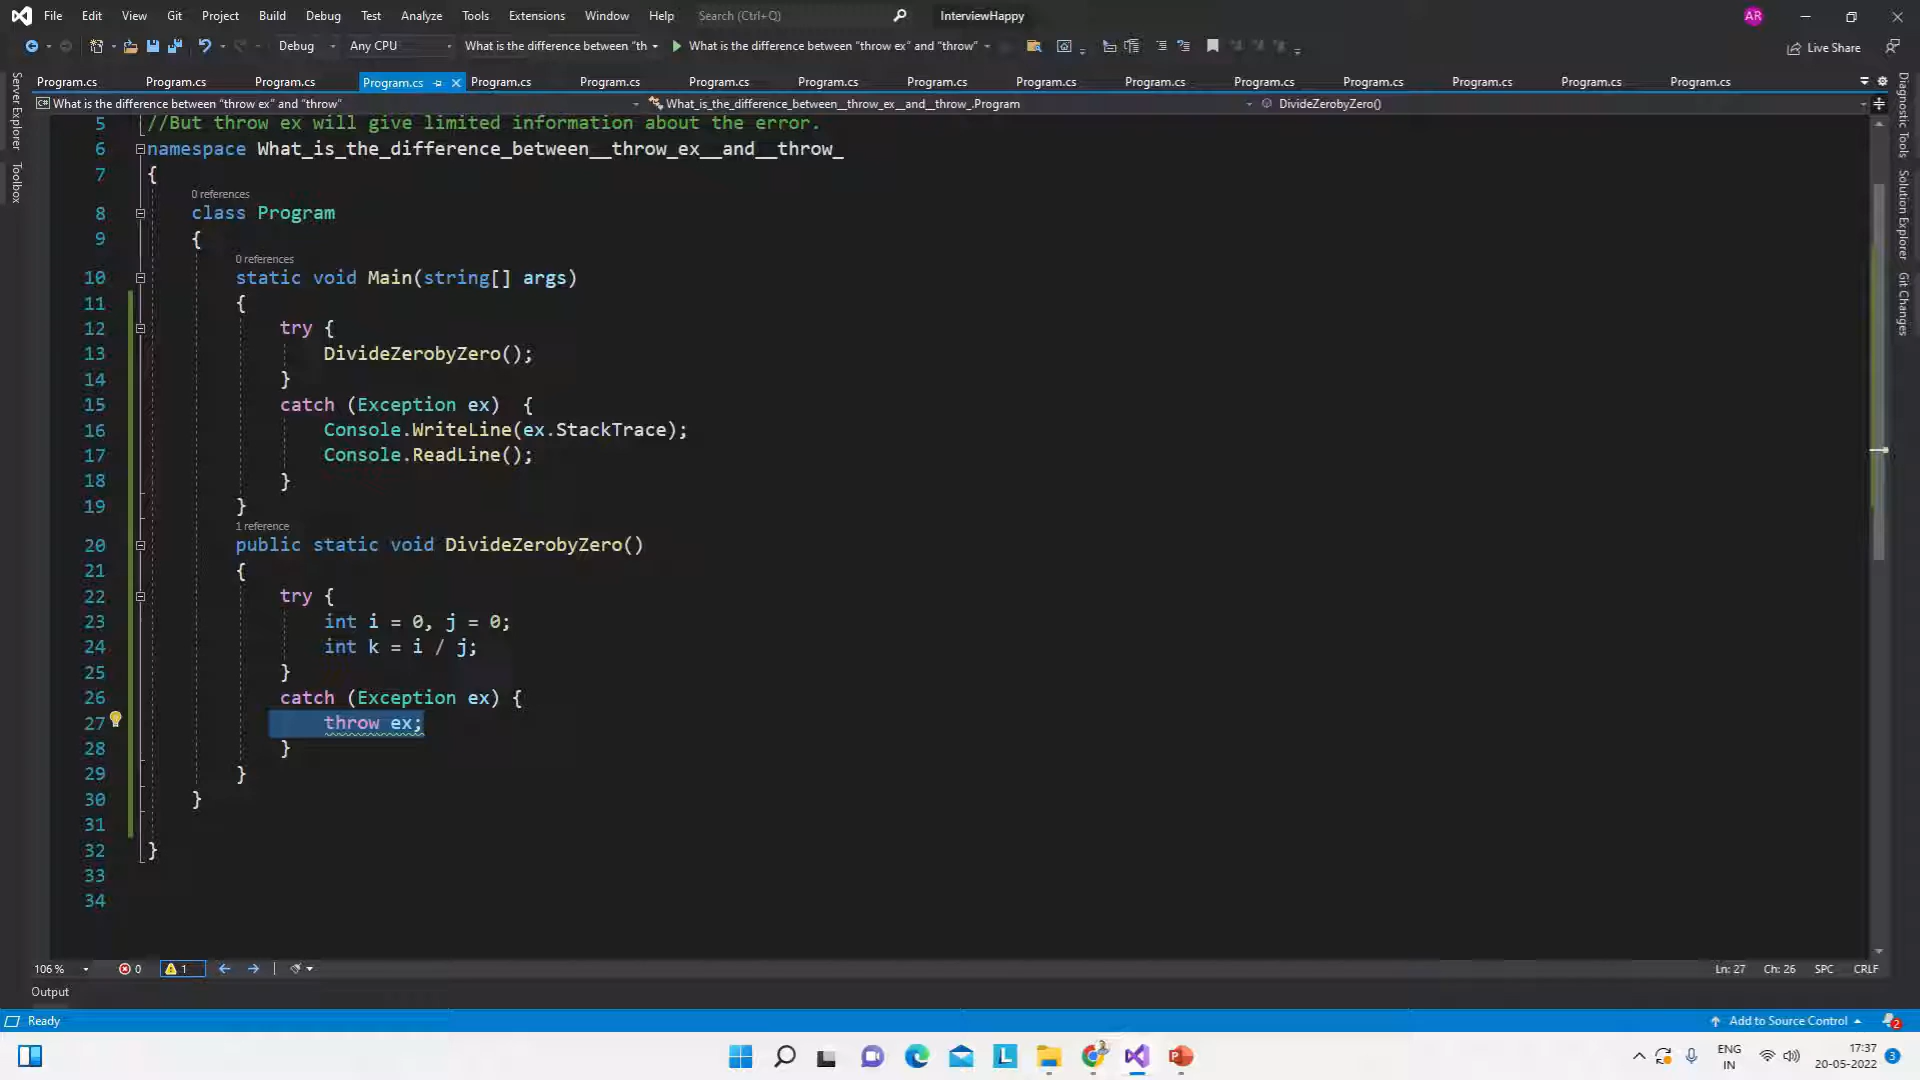 File Edit View Git Project Build Debug Test Analyze Tools Extensions Window Help Search (Ctrl+Q) InterviewHappy AR
Debug Any CPU What is the difference between "th What is the difference between "throw ex" and "throw" Live Share
Program.cs Program.cs Program.cs Program.cs Program.cs Program.cs Program.cs Program.cs Program.cs Program.cs Program.cs Program.cs Program.cs Program.cs Program.cs Program.cs
What is the difference between "throw ex" and "throw" What_is_the_difference_between__throw_ex__and__throw_.Program DivideZerobyZero()
Server Explorer
Toolbox
Diagnostic Tools
Solution Explorer
Git Changes
5 //But throw ex will give limited information about the error.
6 namespace What_is_the_difference_between__throw_ex__and__throw_
7 {
0 references
8 class Program
9 {
0 references
10 static void Main(string[] args)
11 {
12 try {
13 DivideZerobyZero();
14 }
15 catch (Exception ex)  {
16 Console.WriteLine(ex.StackTrace);
17 Console.ReadLine();
18 }
19 }
1 reference
20 public static void DivideZerobyZero()
21 {
22 try {
23 int i = 0, j = 0;
24 int k = i / j;
25 }
26 catch (Exception ex) {
27 throw ex;
28 }
29 }
30 }
31
32 }
33
34
106 % 0 1 Ln: 27 Ch: 26 SPC CRLF
Output
Ready Add to Source Control 2
L ENG IN 17:37 20-05-2022 3